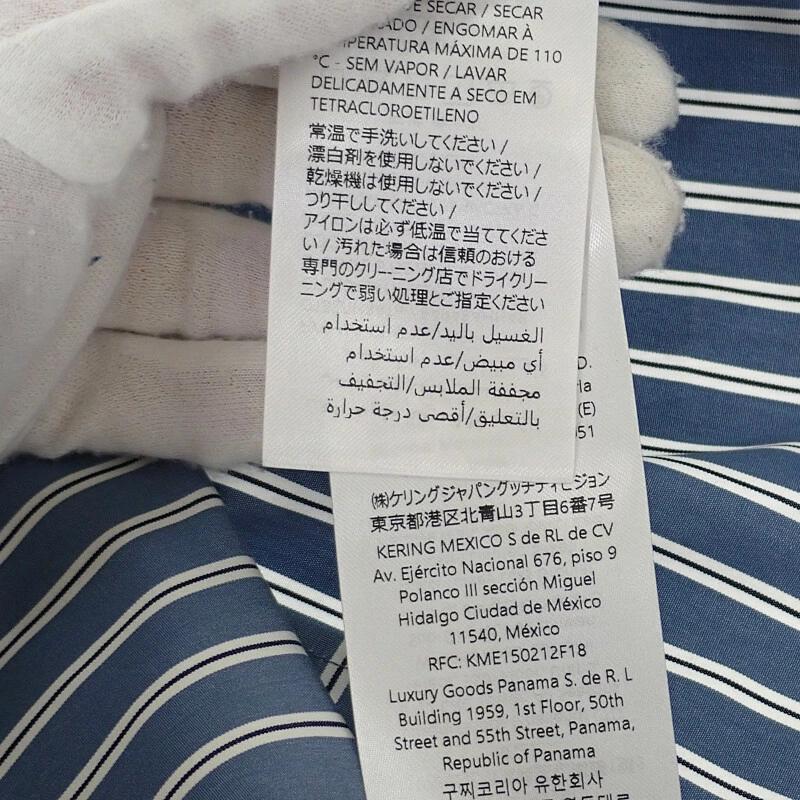 E SECAR / SECAR
ADO / ENGOMAR À
MPERATURA MÁXIMA DE 110
°C - SEM VAPOR / LAVAR
DELICADAMENTE A SECO EM
TETRACLOROETILENO
常温で手洗いしてください /
漂白剤を使用しないでください /
乾燥機は使用しないでください /
つり干ししてください /
アイロンは必ず低温で当ててくださ
い / 汚れた場合は信頼のおける
専門のクリーニング店でドライクリー
ニングで弱い処理とご指定ください
الغسيل باليد/عدم استخدام
أي مبيض/عدم استخدام
مجففة الملابس/التجفيف
بالتعليق/أقصى درجة حرارة
D.
la
(E)
51
㈱ケリングジャパングッチディビジョン
東京都港区北青山3丁目6番7号
KERING MEXICO S de RL de CV
Av. Ejército Nacional 676, piso 9
Polanco III sección Miguel
Hidalgo Ciudad de México
11540, México
RFC: KME150212F18
Luxury Goods Panama S. de R. L
Building 1959, 1st Floor, 50th
Street and 55th Street, Panama,
Republic of Panama
구찌코리아 유한회사